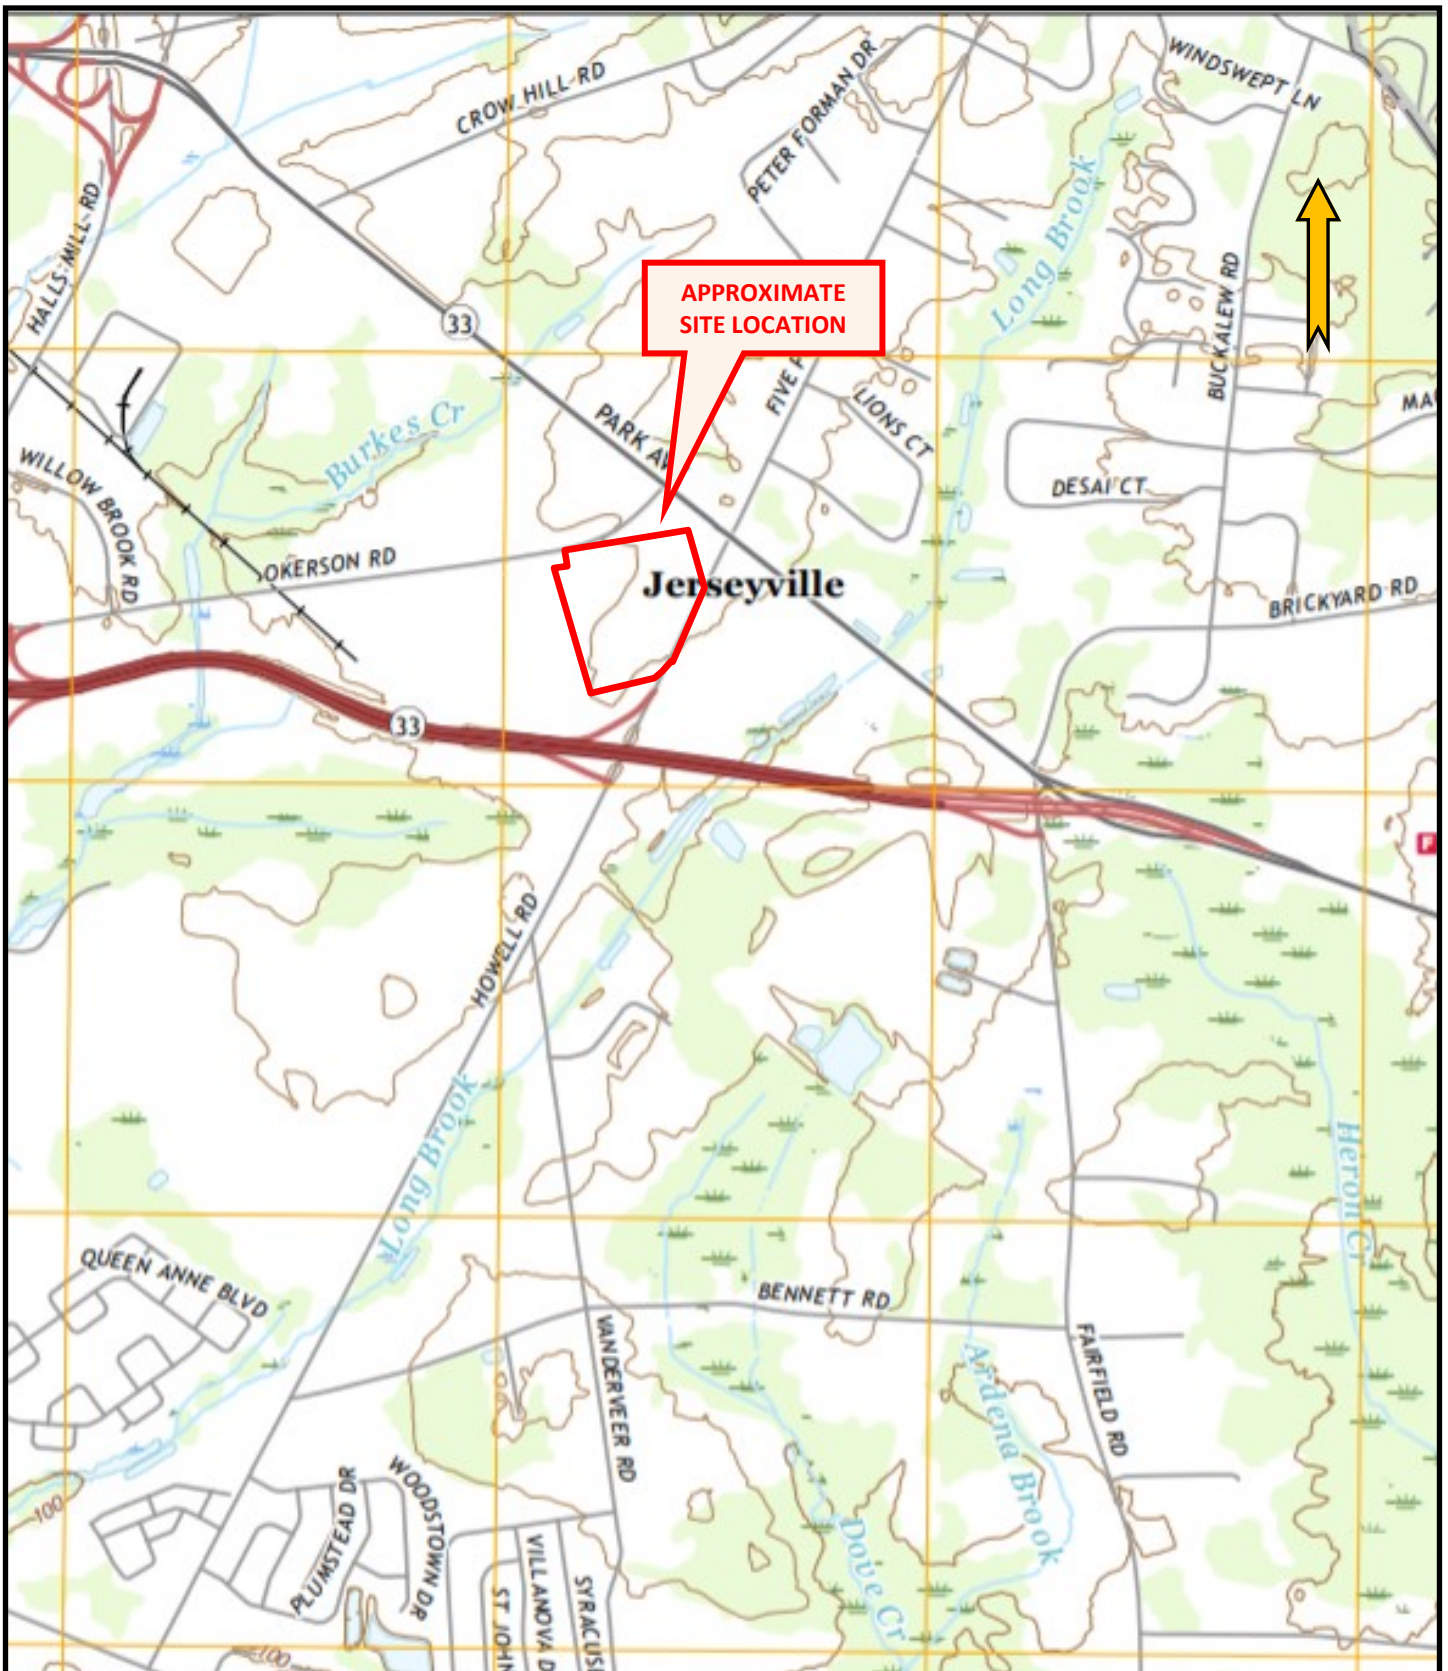 WINDSWEPT LN
CROW HILL RD
PETER FORMAN DR
Long Brook
HALLS MILL RD
BUCKALEW RD
APPROXIMATE
SITE LOCATION
33
FIVE
LIONS CT
PARK AV
Burkes Cr
WILLOW BROOK RD
DESAI CT
OKERSON RD
Jerseyville
BRICKYARD RD
33
HOWELL RD
Long Brook
Heron Cr
QUEEN ANNE BLVD
BENNETT RD
VANDERVEER RD
FAIRFIELD RD
Ardena Brook
100
PLUMSTEAD DR
WOODSTOWN DR
Dove Cr
VILLANOVA D
ST JOHN
SYRACUS
100